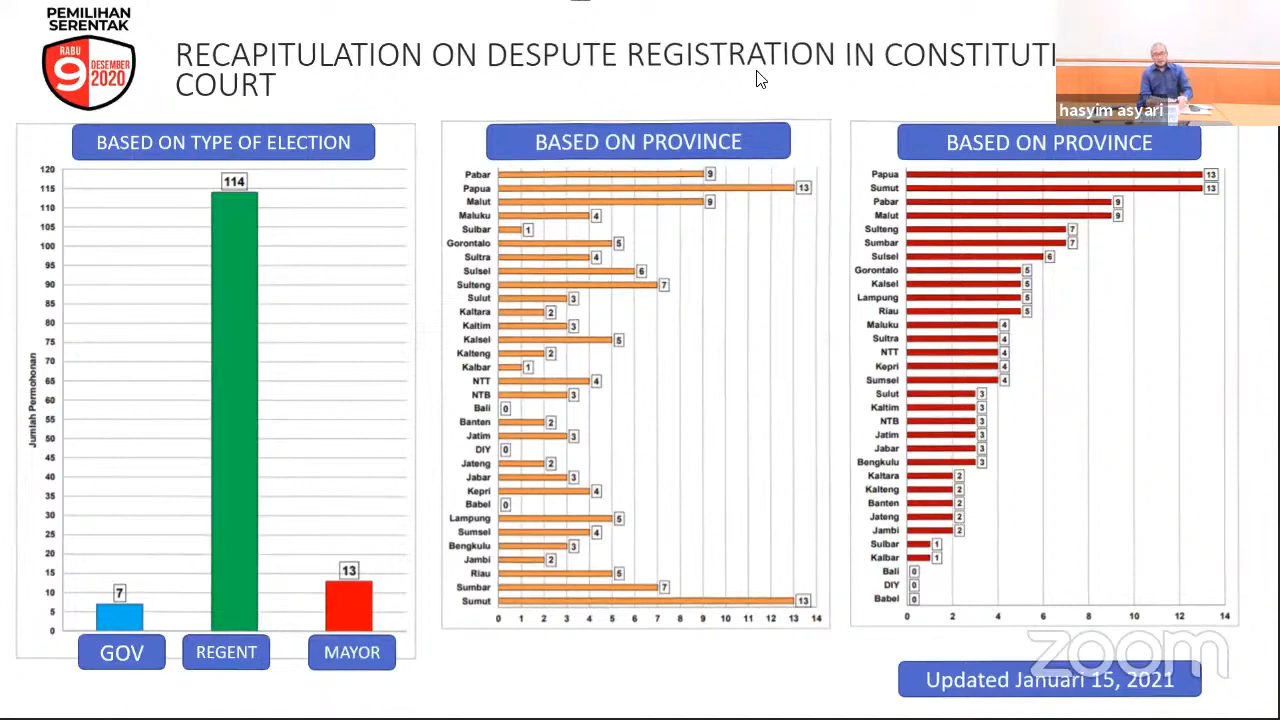 PEMILIHAN
SERENTAK
RABU
9
DESEMBER
2020
RECAPITULATION ON DESPUTE REGISTRATION IN CONSTITUTI
COURT
hasyim asyari
BASED ON TYPE OF ELECTION
Jumlah Permohonan
120
115
110
105
100
95
90
85
80
75
70
65
60
55
50
45
40
35
30
25
20
15
10
5
0
7
114
13
GOV REGENT MAYOR
BASED ON PROVINCE
Pabar 9
Papua 13
Malut 9
Maluku 4
Sulbar 1
Gorontalo 5
Sultra 4
Sulsel 6
Sulteng 7
Sulut 3
Kaltara 2
Kaltim 3
Kalsel 5
Kalteng 2
Kalbar 1
NTT 4
NTB 3
Bali 0
Banten 2
Jatim 3
DIY 0
Jateng 2
Jabar 3
Kepri 4
Babel 0
Lampung 5
Sumsel 4
Bengkulu 3
Jambi 2
Riau 5
Sumbar 7
Sumut 13
0 1 2 3 4 5 6 7 8 9 10 11 12 13 14
BASED ON PROVINCE
Papua 13
Sumut 13
Pabar 9
Malut 9
Sulteng 7
Sumbar 7
Sulsel 6
Gorontalo 5
Kalsel 5
Lampung 5
Riau 5
Maluku 4
Sultra 4
NTT 4
Kepri 4
Sumsel 4
Sulut 3
Kaltim 3
NTB 3
Jatim 3
Jabar 3
Bengkulu 3
Kaltara 2
Kalteng 2
Banten 2
Jateng 2
Jambi 2
Sulbar 1
Kalbar 1
Bali 0
DIY 0
Babel 0
0 2 4 6 8 10 12 14
zoom
Updated Januari 15, 2021